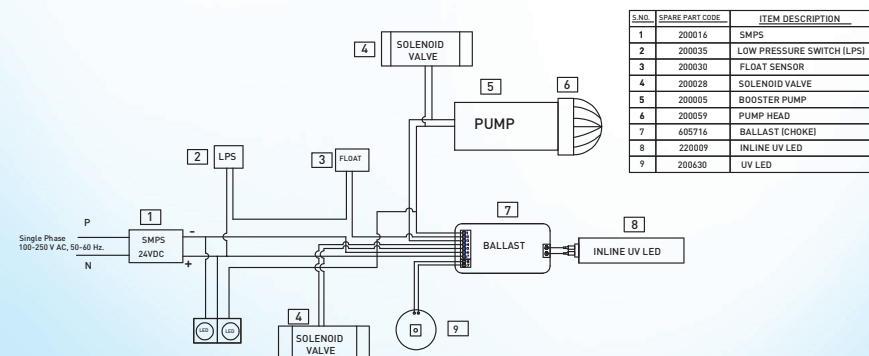 S.NO. SPARE PART CODE ITEM DESCRIPTION
1 200016 SMPS
2 200035 LOW PRESSURE SWITCH (LPS)
3 200030 FLOAT SENSOR
4 200028 SOLENOID VALVE
5 200005 BOOSTER PUMP
6 200059 PUMP HEAD
7 605716 BALLAST (CHOKE)
8 220009 INLINE UV LED
9 200630 UV LED
4
SOLENOID
VALVE
5
6
PUMP
2
LPS
3
FLOAT
P
1
Single Phase
100-250 V AC, 50-60 Hz.
N
SMPS
24VDC
-
+
7
BALLAST
8
INLINE UV LED
LED
LED
4
SOLENOID
VALVE
9